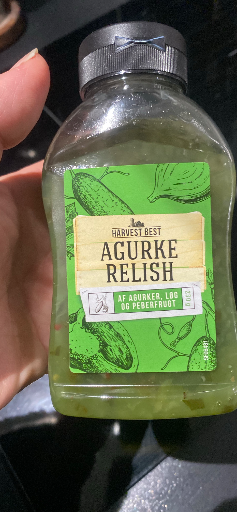 HARVEST BEST
AGURKE
RELISH
AF AGURKER, LØG
OG PEBERFRUGT